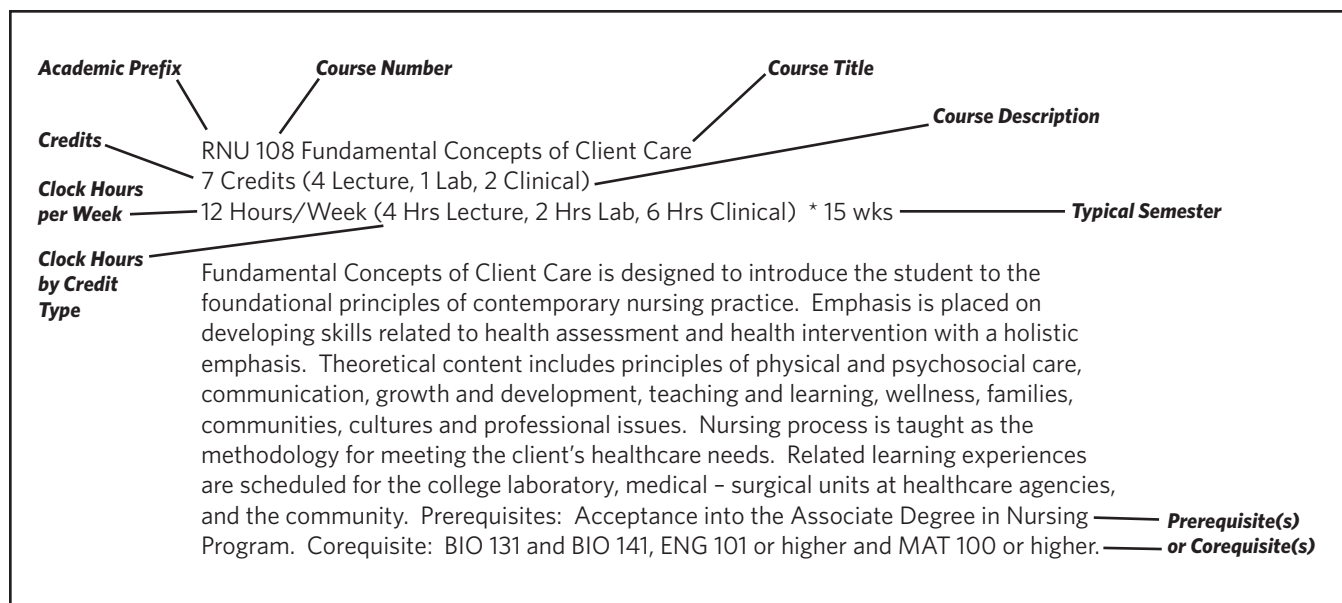 Academic Prefix Course Number Course Title
Course Description
Credits
RNU 108 Fundamental Concepts of Client Care
7 Credits (4 Lecture, 1 Lab, 2 Clinical)
Clock Hours
per Week
12 Hours/Week (4 Hrs Lecture, 2 Hrs Lab, 6 Hrs Clinical) * 15 wks
Typical Semester
Clock Hours
by Credit
Type
Fundamental Concepts of Client Care is designed to introduce the student to the
foundational principles of contemporary nursing practice. Emphasis is placed on
developing skills related to health assessment and health intervention with a holistic
emphasis. Theoretical content includes principles of physical and psychosocial care,
communication, growth and development, teaching and learning, wellness, families,
communities, cultures and professional issues. Nursing process is taught as the
methodology for meeting the client's healthcare needs. Related learning experiences
are scheduled for the college laboratory, medical – surgical units at healthcare agencies,
and the community. Prerequisites: Acceptance into the Associate Degree in Nursing
Program. Corequisite: BIO 131 and BIO 141, ENG 101 or higher and MAT 100 or higher.
Prerequisite(s)
or Corequisite(s)